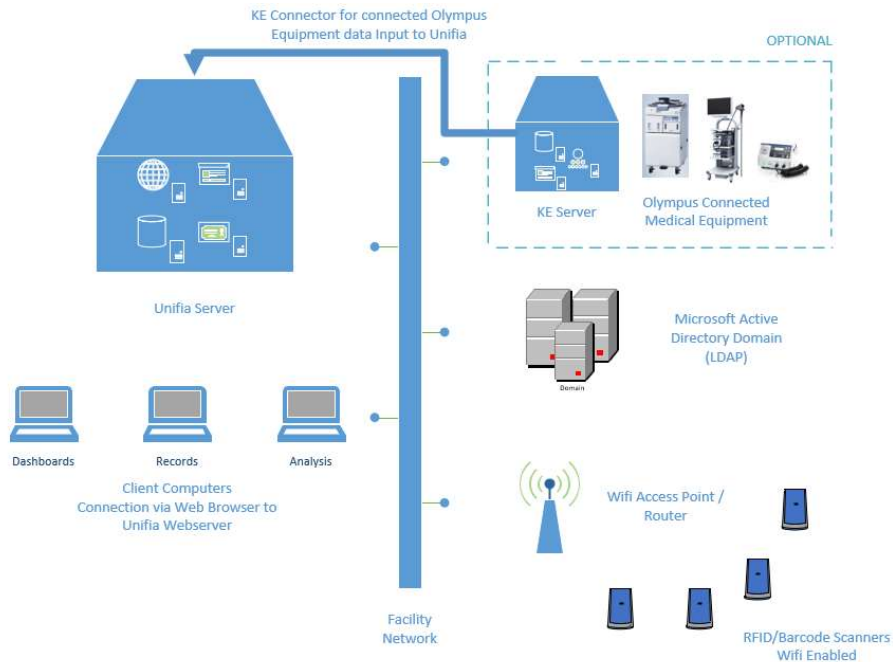 KE Connector for connected Olympus
Equipment data Input to Unifia
OPTIONAL
KE Server
Olympus Connected
Medical Equipment
Unifia Server
Microsoft Active
Directory Domain
(LDAP)
Domain
Dashboards
Records
Analysis
Client Computers
Connection via Web Browser to
Unifia Webserver
Wifi Access Point /
Router
Facility
Network
RFID/Barcode Scanners
Wifi Enabled